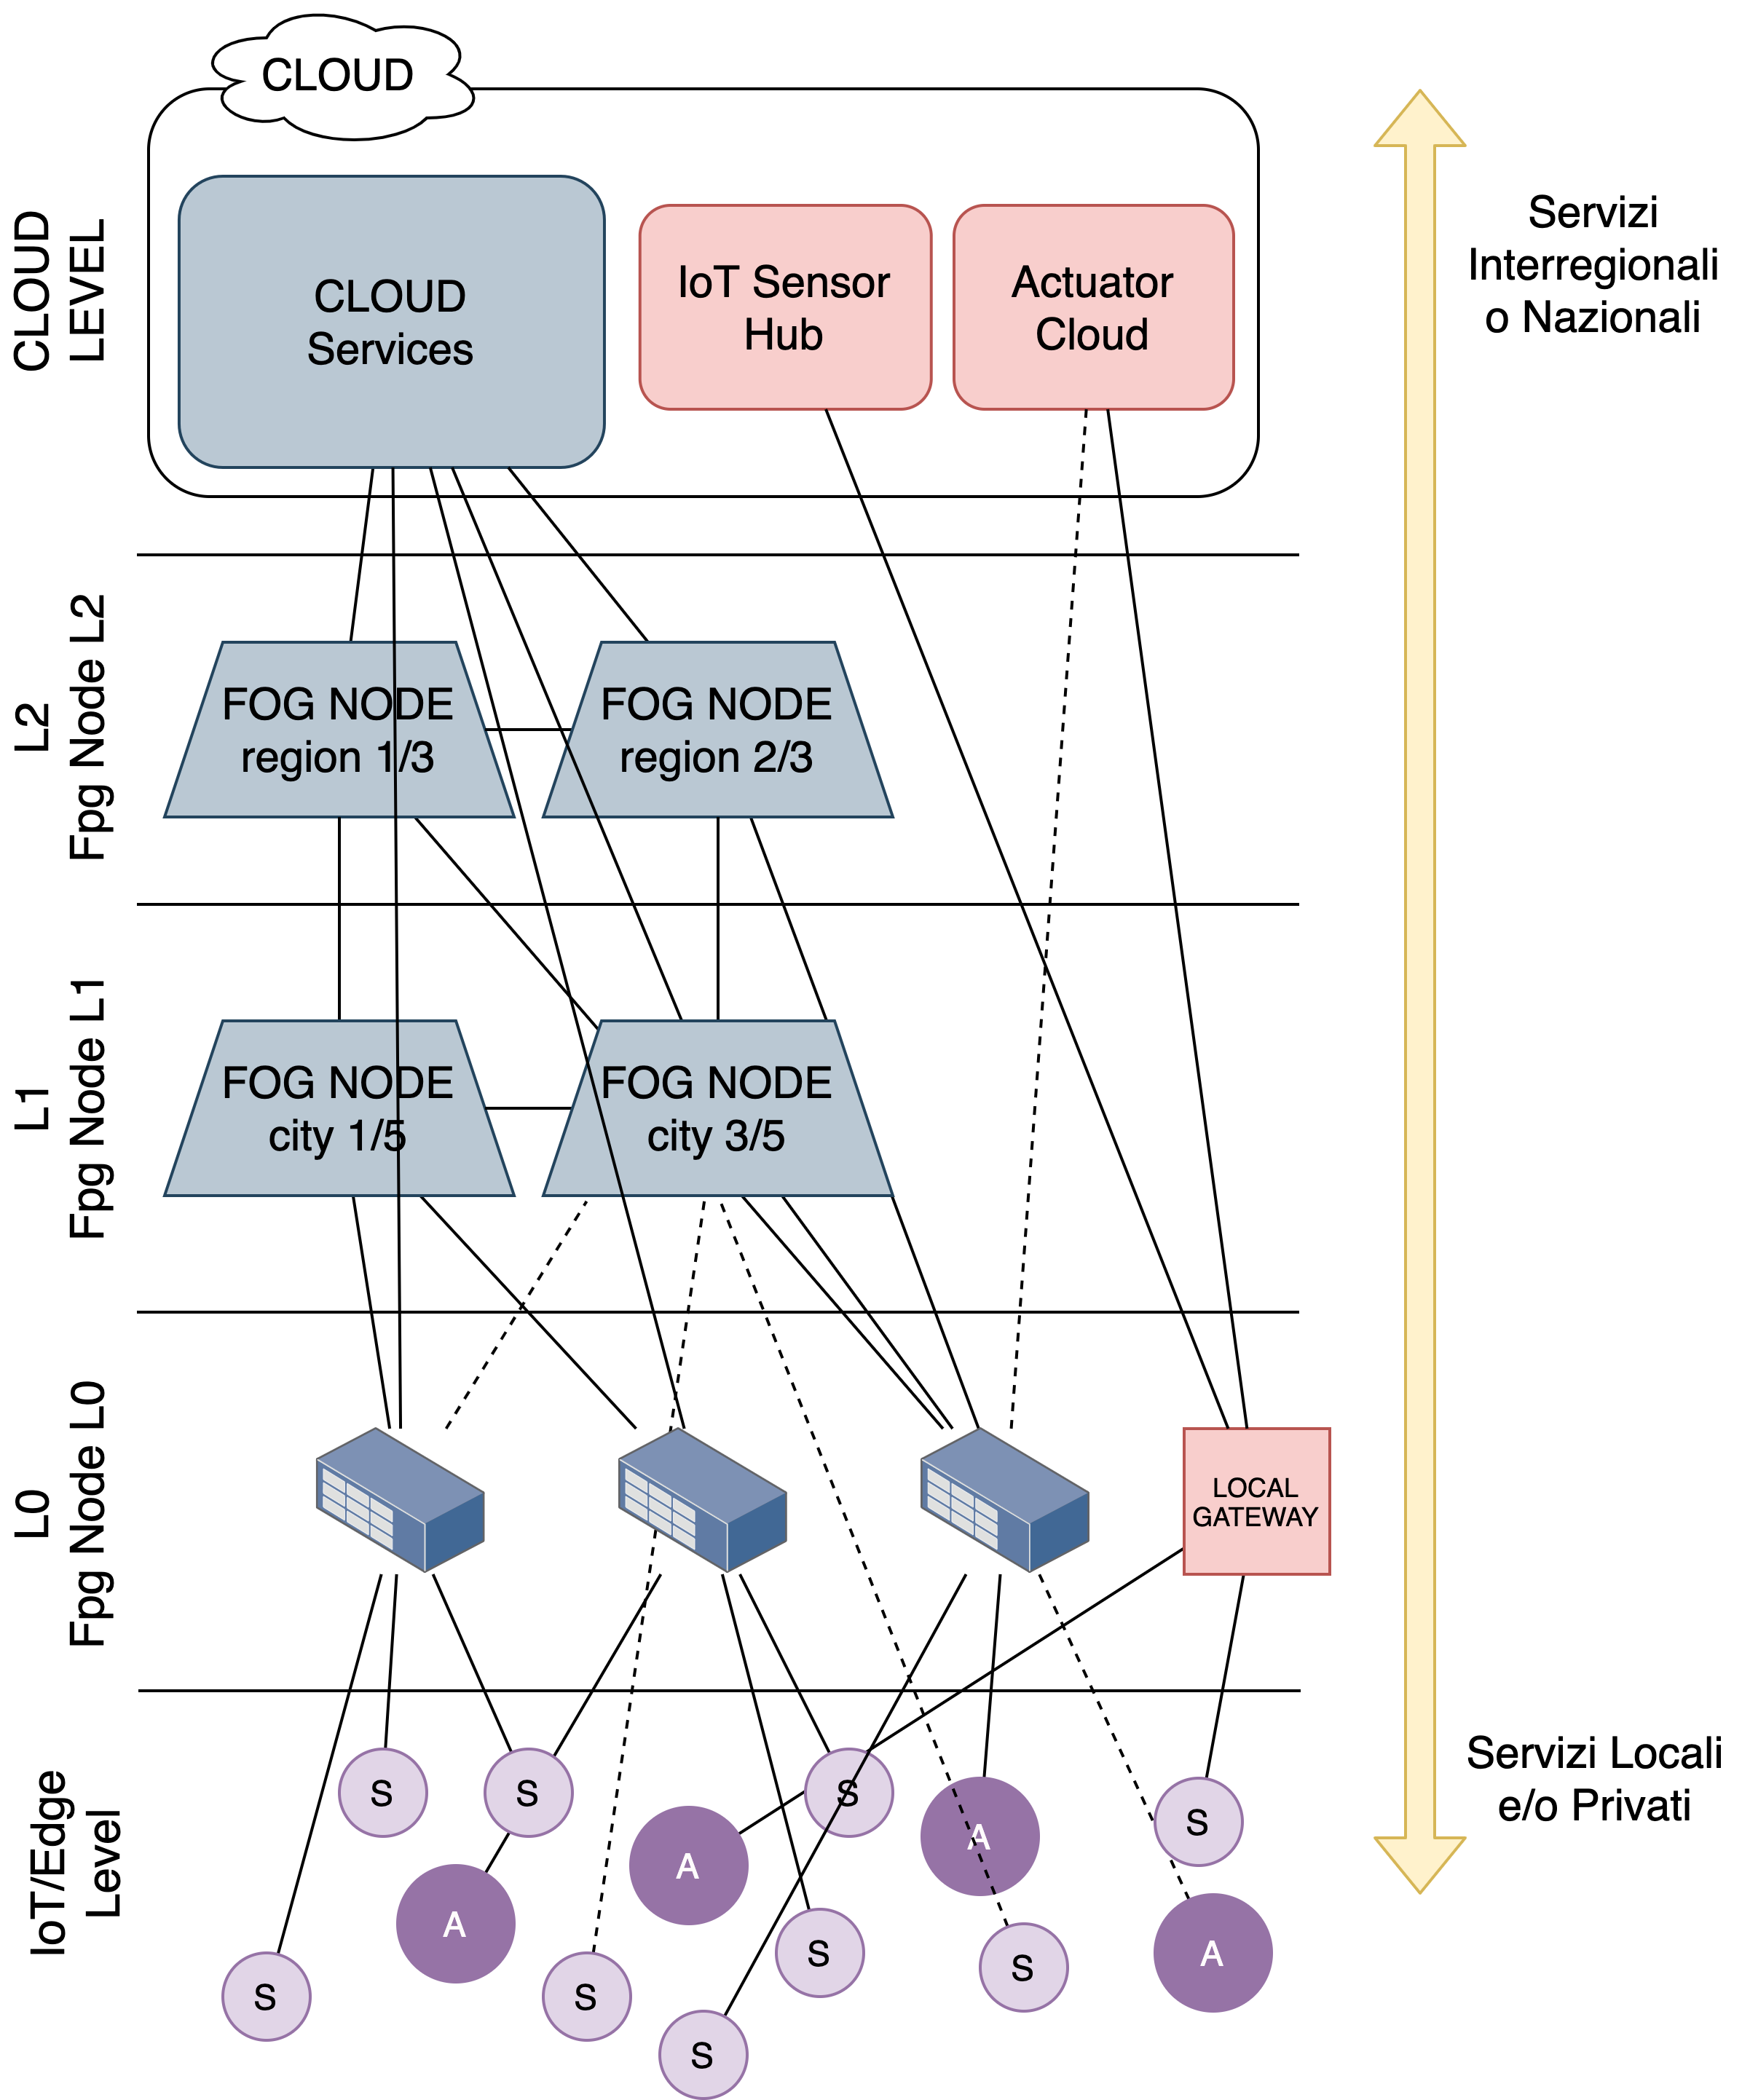 CLOUD
CLOUD
LEVEL
CLOUD
Services
IoT Sensor
Hub
Actuator
Cloud
Servizi
Interregionali
o Nazionali
L2
Fpg Node L2
FOG NODE
region 1/3
FOG NODE
region 2/3
L1
Fpg Node L1
FOG NODE
city 1/5
FOG NODE
city 3/5
L0
Fpg Node L0
LOCAL
GATEWAY
IoT/Edge
Level
Servizi Locali
e/o Privati
S
S
S
A
S
A
S
A
S
S
S
A
S